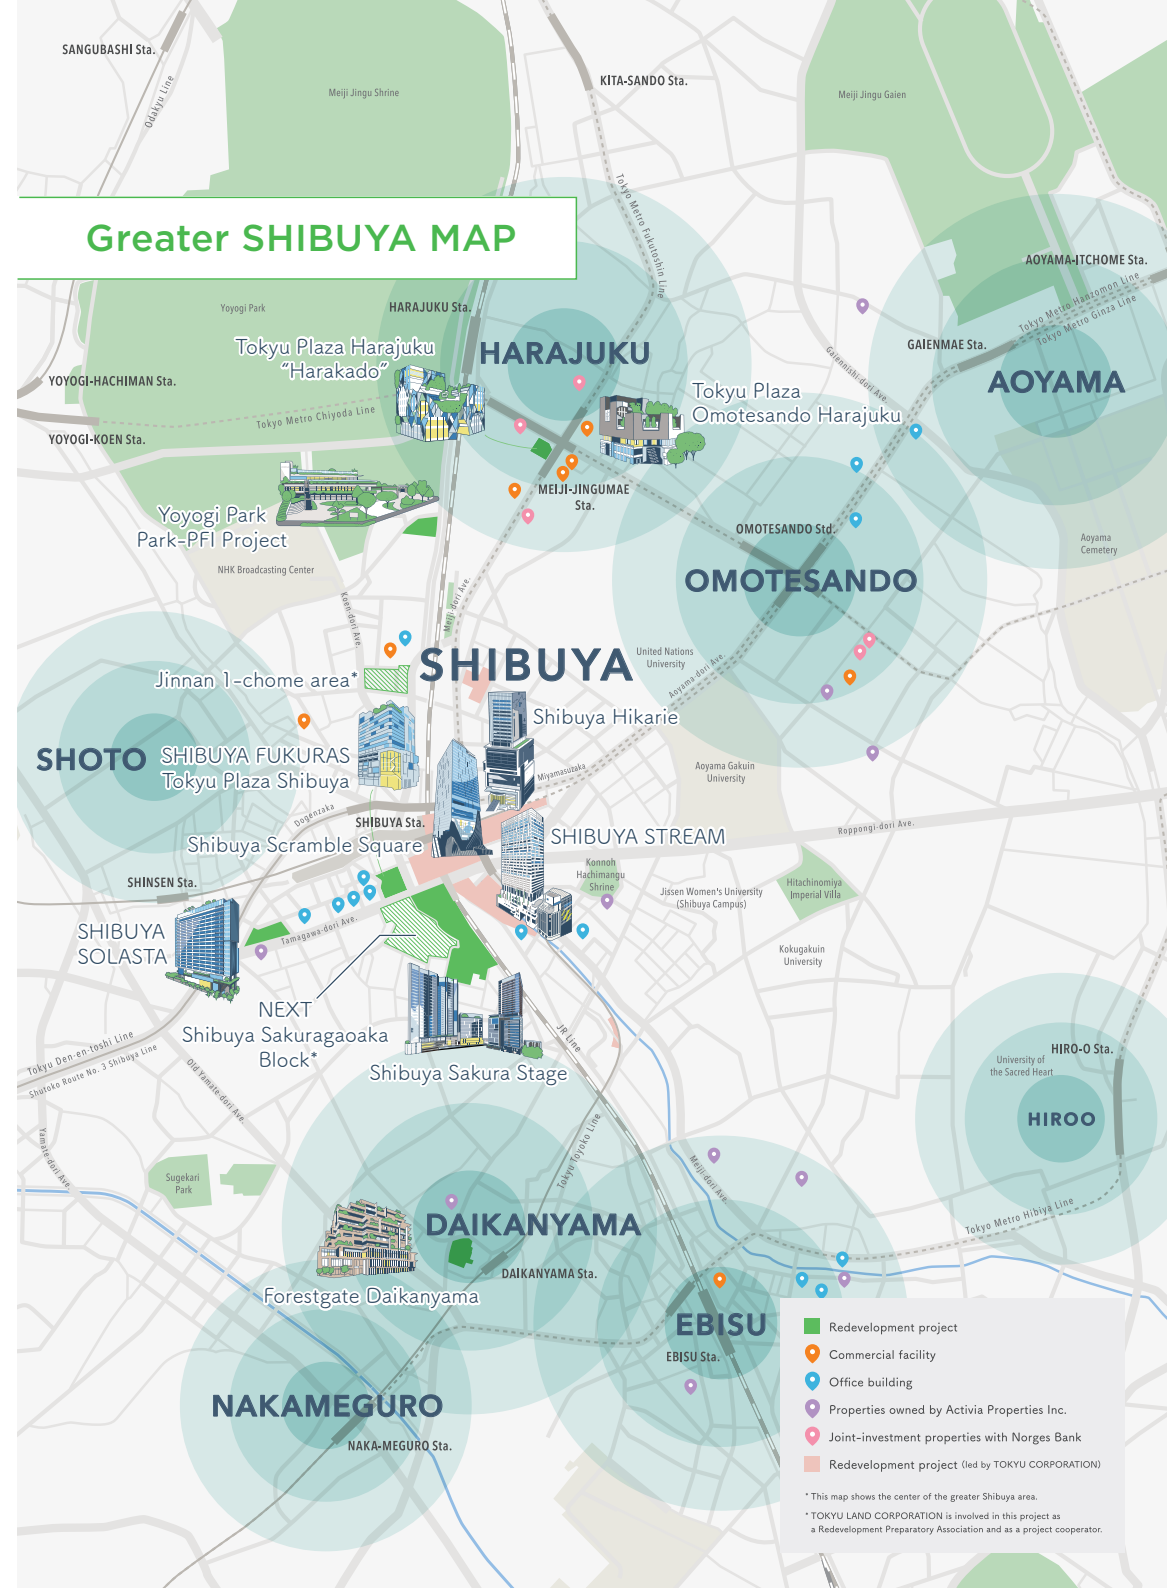 SANGUBASHI Sta.
Odakyu Line
Meiji Jingu Shrine
KITA-SANDO Sta.
Meiji Jingu Gaien
Tokyo Metro Fukutoshin Line
Greater SHIBUYA MAP
AOYAMA-ITCHOME Sta.
Tokyo Metro Hanzomon Line
Tokyo Metro Ginza Line
Yoyogi Park
HARAJUKU Sta.
Tokyu Plaza Harajuku
"Harakado"
HARAJUKU
GAIENMAE Sta.
Gaiennishi-dori Ave.
AOYAMA
YOYOGI-HACHIMAN Sta.
Tokyo Metro Chiyoda Line
Tokyu Plaza
Omotesando Harajuku
YOYOGI-KOEN Sta.
MEIJI-JINGUMAE
Sta.
Yoyogi Park
Park-PFI Project
OMOTESANDO Std.
Aoyama
Cemetery
NHK Broadcasting Center
OMOTESANDO
Koen-dori Ave.
Meiji-dori Ave.
SHIBUYA
United Nations
University
Aoyama-dori Ave.
Jinnan 1-chome area*
Shibuya Hikarie
SHOTO
SHIBUYA FUKURAS
Tokyu Plaza Shibuya
Miyamasuzaka
Aoyama Gakuin
University
Dogenzaka
SHIBUYA Sta.
Roppongi-dori Ave.
Shibuya Scramble Square
SHIBUYA STREAM
Konnoh
Hachimangu
Shrine
SHINSEN Sta.
Jissen Women's University
(Shibuya Campus)
Hitachinomiya
Imperial Villa
SHIBUYA
SOLASTA
Tamagawa-dori Ave.
Kokugakuin
University
NEXT
Shibuya Sakuragaoaka
Block*
JR Line
Tokyu Den-en-toshi Line
Shutoko Route No. 3 Shibuya Line
Old Yamate-dori Ave.
Shibuya Sakura Stage
HIRO-O Sta.
University of
the Sacred Heart
HIROO
Yamate-dori Ave.
Tokyu Toyoko Line
Meiji-dori Ave.
Sugekari
Park
DAIKANYAMA
Tokyo Metro Hibiya Line
DAIKANYAMA Sta.
Forestgate Daikanyama
EBISU
EBISU Sta.
NAKAMEGURO
NAKA-MEGURO Sta.
Redevelopment project
Commercial facility
Office building
Properties owned by Activia Properties Inc.
Joint-investment properties with Norges Bank
Redevelopment project (led by TOKYU CORPORATION)
* This map shows the center of the greater Shibuya area.
* TOKYU LAND CORPORATION is involved in this project as
a Redevelopment Preparatory Association and as a project cooperator.